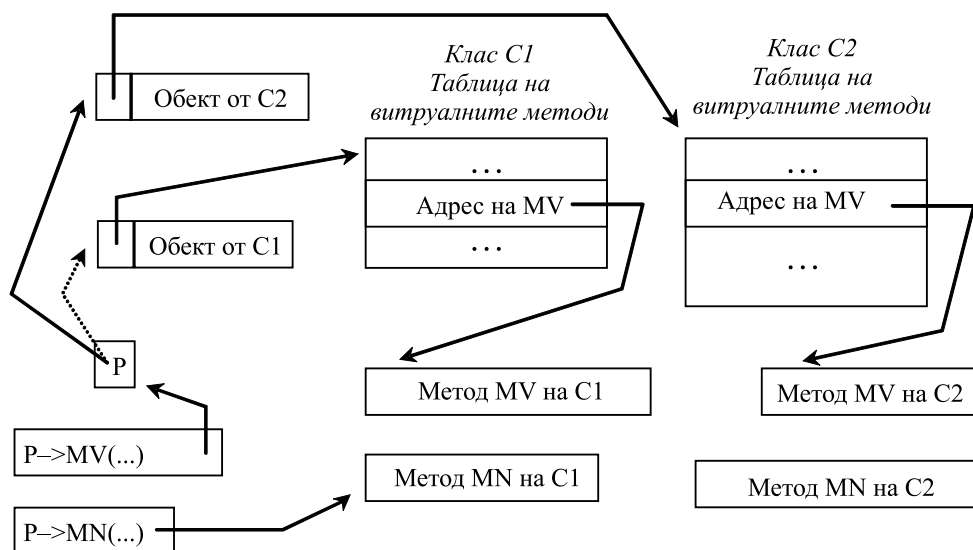 Клас C1
Таблица на
витруалните методи
Клас C2
Таблица на
витруалните методи
Обект от C2
...
Адрес на MV
...
...
Адрес на MV
...
Обект от C1
P
Метод MV на C1
Метод MV на C2
P–>MV(...)
Метод MN на C1
Метод MN на C2
P–>MN(...)